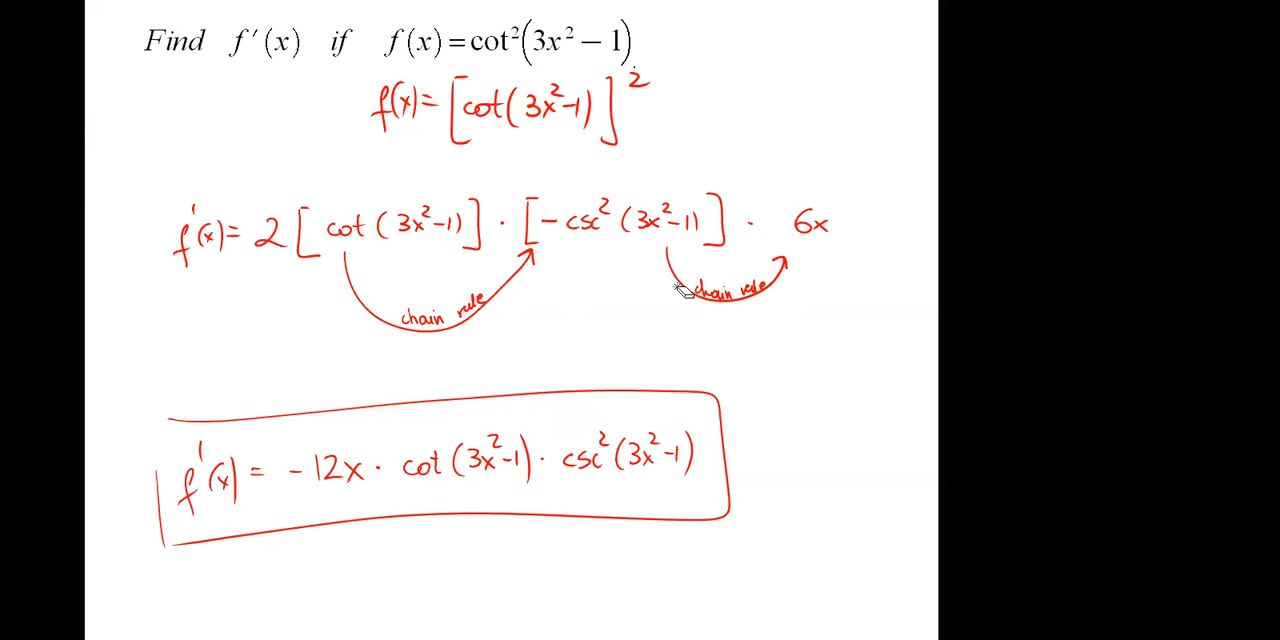 Find f'(x) if f(x) = cot²(3x² − 1)
f(x) = [cot(3x²-1)]²
f'(x) = 2 [cot(3x²-1)] · [-csc²(3x²-1)] · 6x
chain rule chain rule
f'(x) = -12x · cot(3x²-1) · csc²(3x²-1)